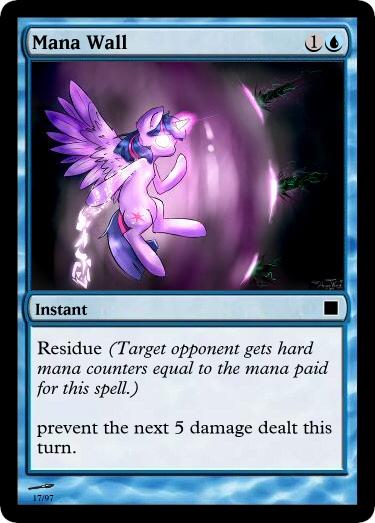 Mana Wall 1
Instant
Residue (Target opponent gets hard
mana counters equal to the mana paid
for this spell.)
prevent the next 5 damage dealt this
turn.
17/97